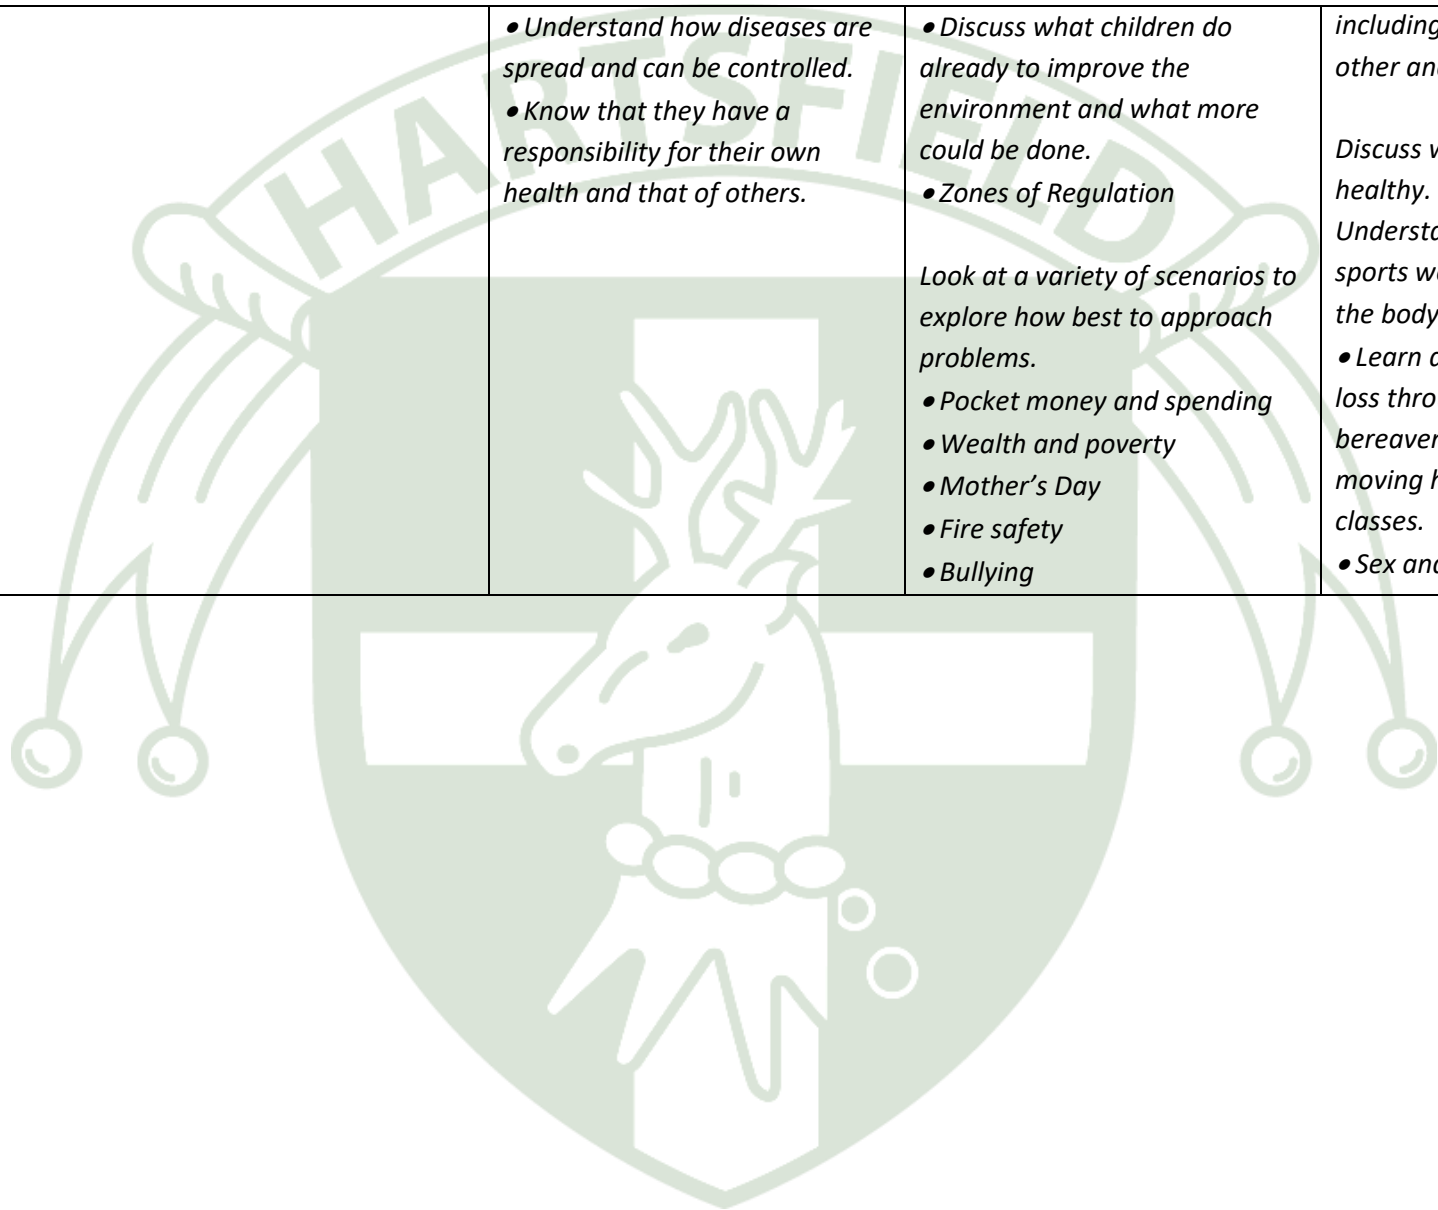 HARTSFIELD
• Understand how diseases are
spread and can be controlled.
• Know that they have a
responsibility for their own
health and that of others.
• Discuss what children do
already to improve the
environment and what more
could be done.
• Zones of Regulation
Look at a variety of scenarios to
explore how best to approach
problems.
• Pocket money and spending
• Wealth and poverty
• Mother’s Day
• Fire safety
• Bullying
including
other
Discuss
healthy.
sports
the body
• Learn
loss
moving
classes.
• Sex